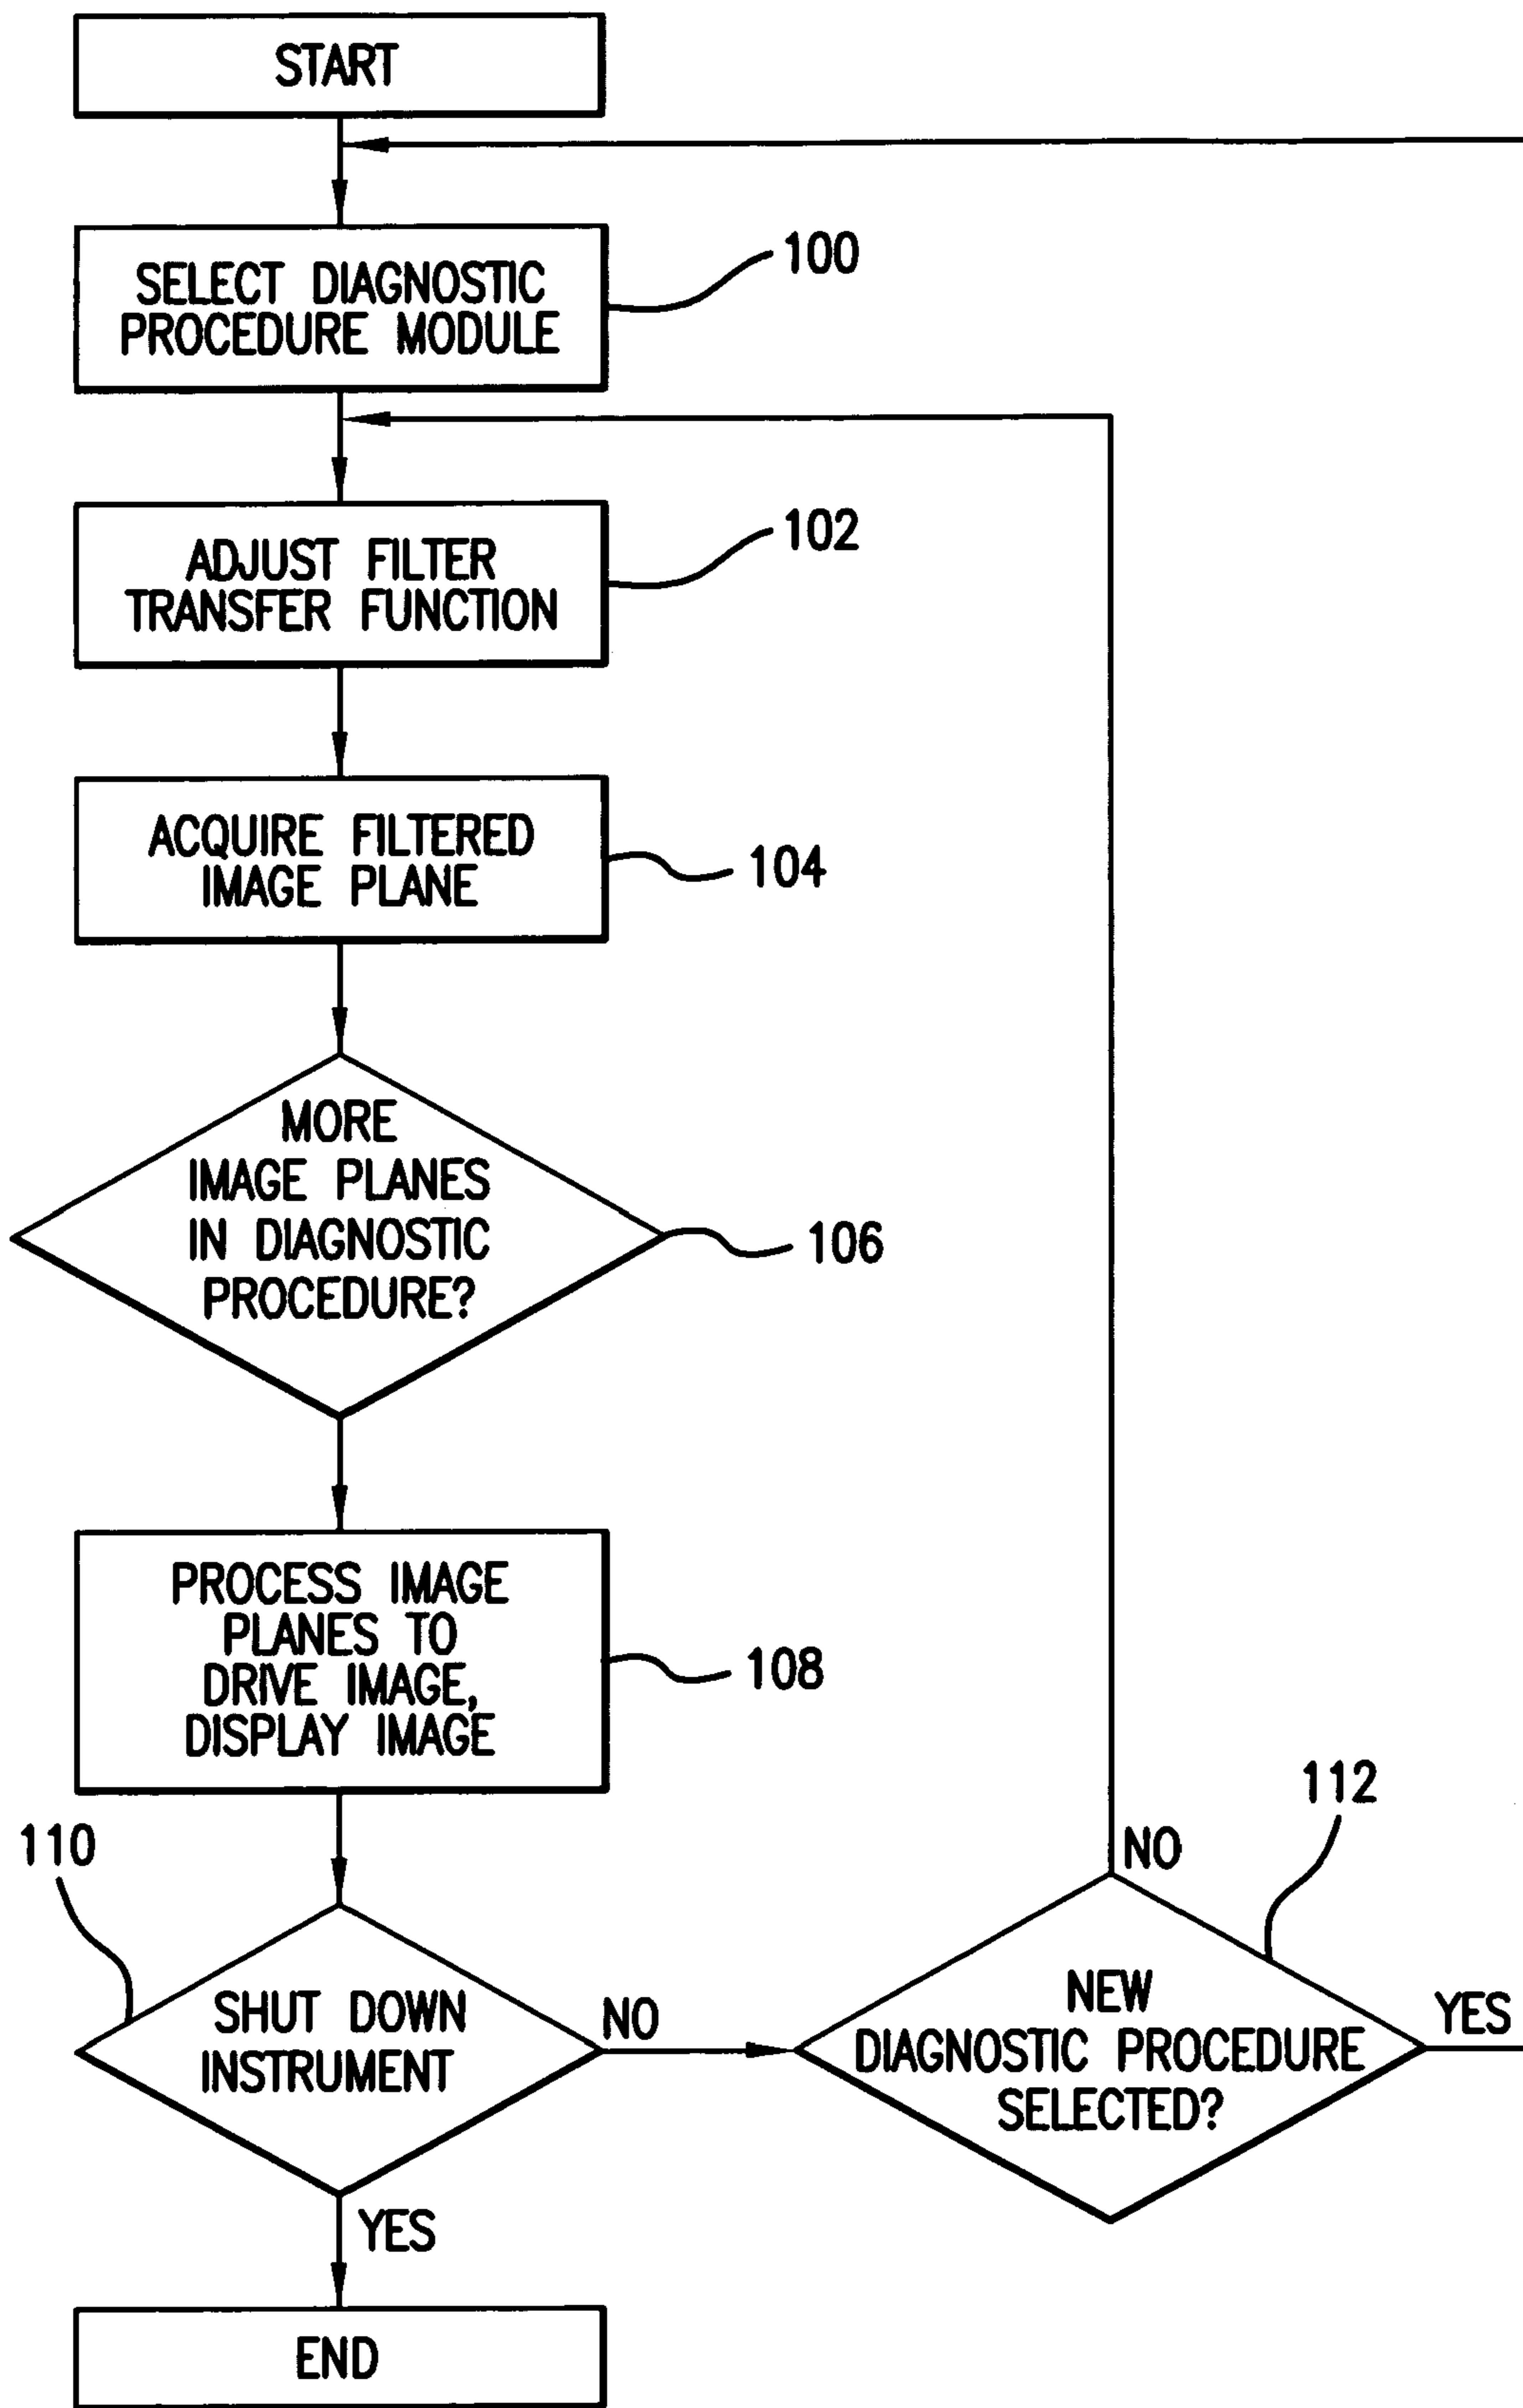 START
SELECT DIAGNOSTIC
PROCEDURE MODULE
100
ADJUST FILTER
TRANSFER FUNCTION
102
ACQUIRE FILTERED
IMAGE PLANE
104
MORE
IMAGE PLANES
IN DIAGNOSTIC
PROCEDURE?
106
PROCESS IMAGE
PLANES TO
DRIVE IMAGE,
DISPLAY IMAGE
108
110
SHUT DOWN
INSTRUMENT
NO
YES
112
NO
NEW
DIAGNOSTIC PROCEDURE
SELECTED?
YES
END